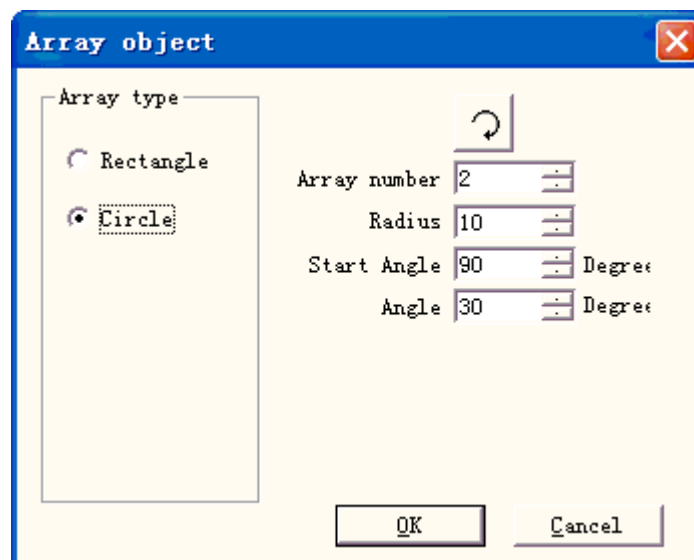 Array object
Array type
Rectangle
Circle
Array number 2
Radius 10
Start Angle 90 Degree
Angle 30 Degree
OK
Cancel